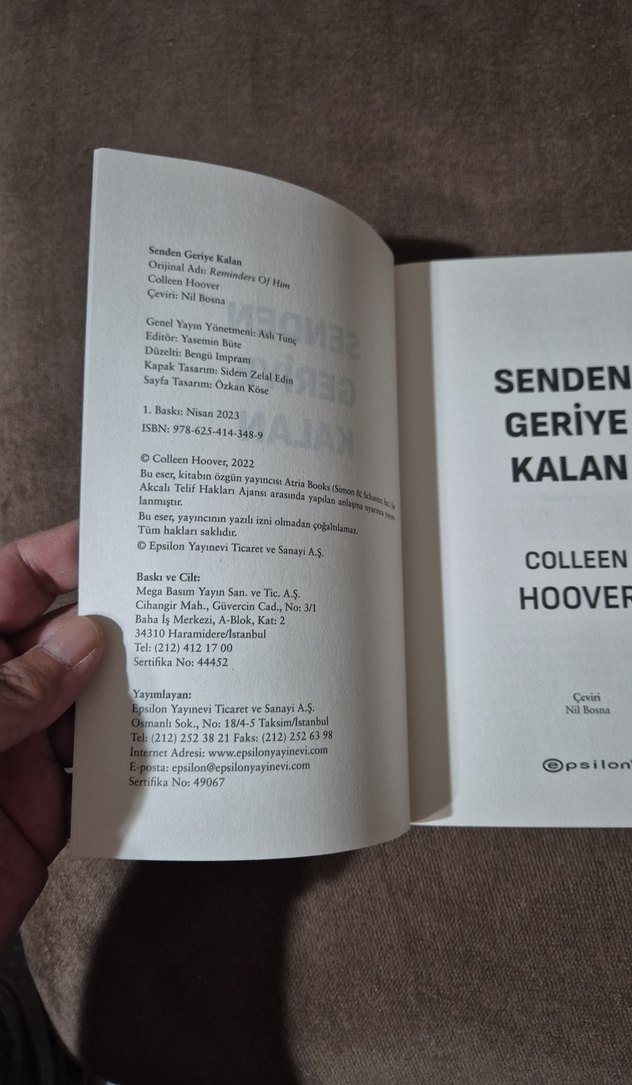 Senden Geriye Kalan
Orijinal Adı: Reminders Of Him
Colleen Hoover
Çeviri: Nil Bosna
Genel Yayın Yönetmeni: Aslı Tunç
Editör: Yasemin Büte
Düzelti: Bengü Impram
Kapak Tasarım: Sidem Zelal Edin
Sayfa Tasarım: Özkan Köse
1. Baskı: Nisan 2023
ISBN: 978-625-414-348-9
© Colleen Hoover, 2022
Bu eser, kitabın özgün yayıncısı Atria Books (Simon & Schuster, Inc.) ile
Akcalı Telif Hakları Ajansı arasında yapılan anlaşma uyarınca yayım-
lanmıştır.
Bu eser, yayıncının yazılı izni olmadan çoğaltılamaz.
Tüm hakları saklıdır.
© Epsilon Yayınevi Ticaret ve Sanayi A.Ş.
Baskı ve Cilt:
Mega Basım Yayın San. ve Tic. A.Ş.
Cihangir Mah., Güvercin Cad., No: 3/1
Baha İş Merkezi, A-Blok, Kat: 2
34310 Haramidere/İstanbul
Tel: (212) 412 17 00
Sertifika No: 44452
Yayımlayan:
Epsilon Yayınevi Ticaret ve Sanayi A.Ş.
Osmanlı Sok., No: 18/4-5 Taksim/İstanbul
Tel: (212) 252 38 21 Faks: (212) 252 63 98
İnternet Adresi: www.epsilonyayinevi.com
E-posta: epsilon@epsilonyayinevi.com
Sertifika No: 49067
SENDEN
GERİYE
KALAN
COLLEEN
HOOVER
Çeviri
Nil Bosna
epsilon